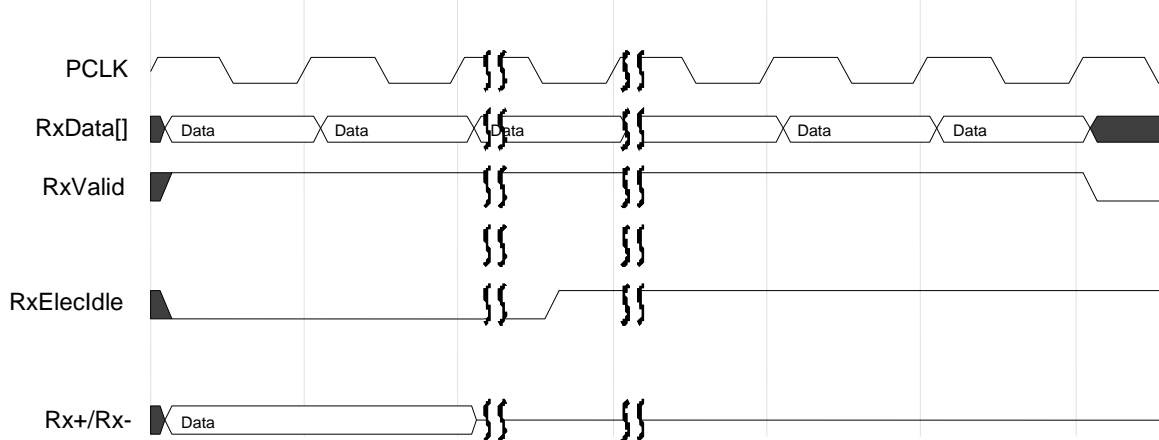 PCLK
RxData[] Data Data Data Data Data
RxValid
RxElecIdle
Rx+/Rx- Data